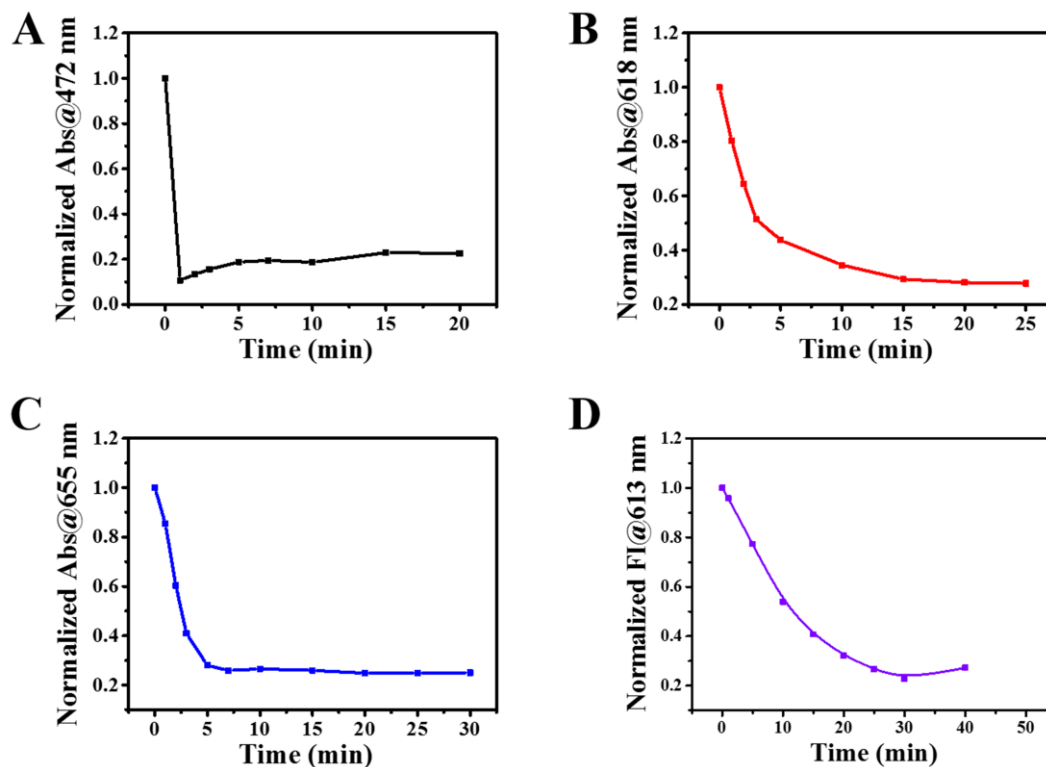 A
Normalized Abs@472 nm
1.2
1.0
0.8
0.6
0.4
0.2
0.0
0 5 10 15 20
Time (min)
B
Normalized Abs@618 nm
1.2
1.0
0.8
0.6
0.4
0.2
0 5 10 15 20 25
Time (min)
C
Normalized Abs@655 nm
1.2
1.0
0.8
0.6
0.4
0.2
0 5 10 15 20 25 30
Time (min)
D
Normalized FI@613 nm
1.2
1.0
0.8
0.6
0.4
0.2
0 10 20 30 40 50
Time (min)